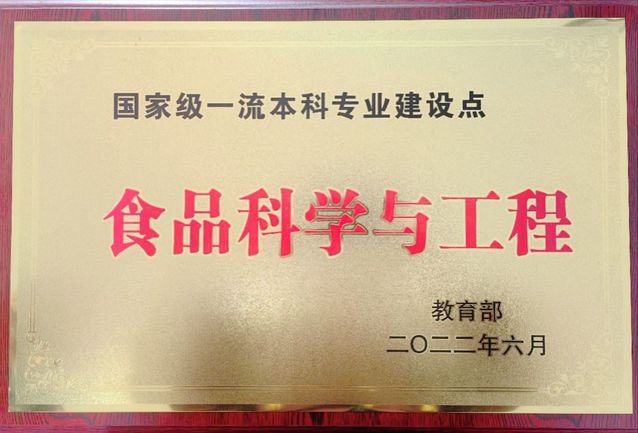 国家级一流本科专业建设点
食品科学与工程
教育部
二〇二二年六月